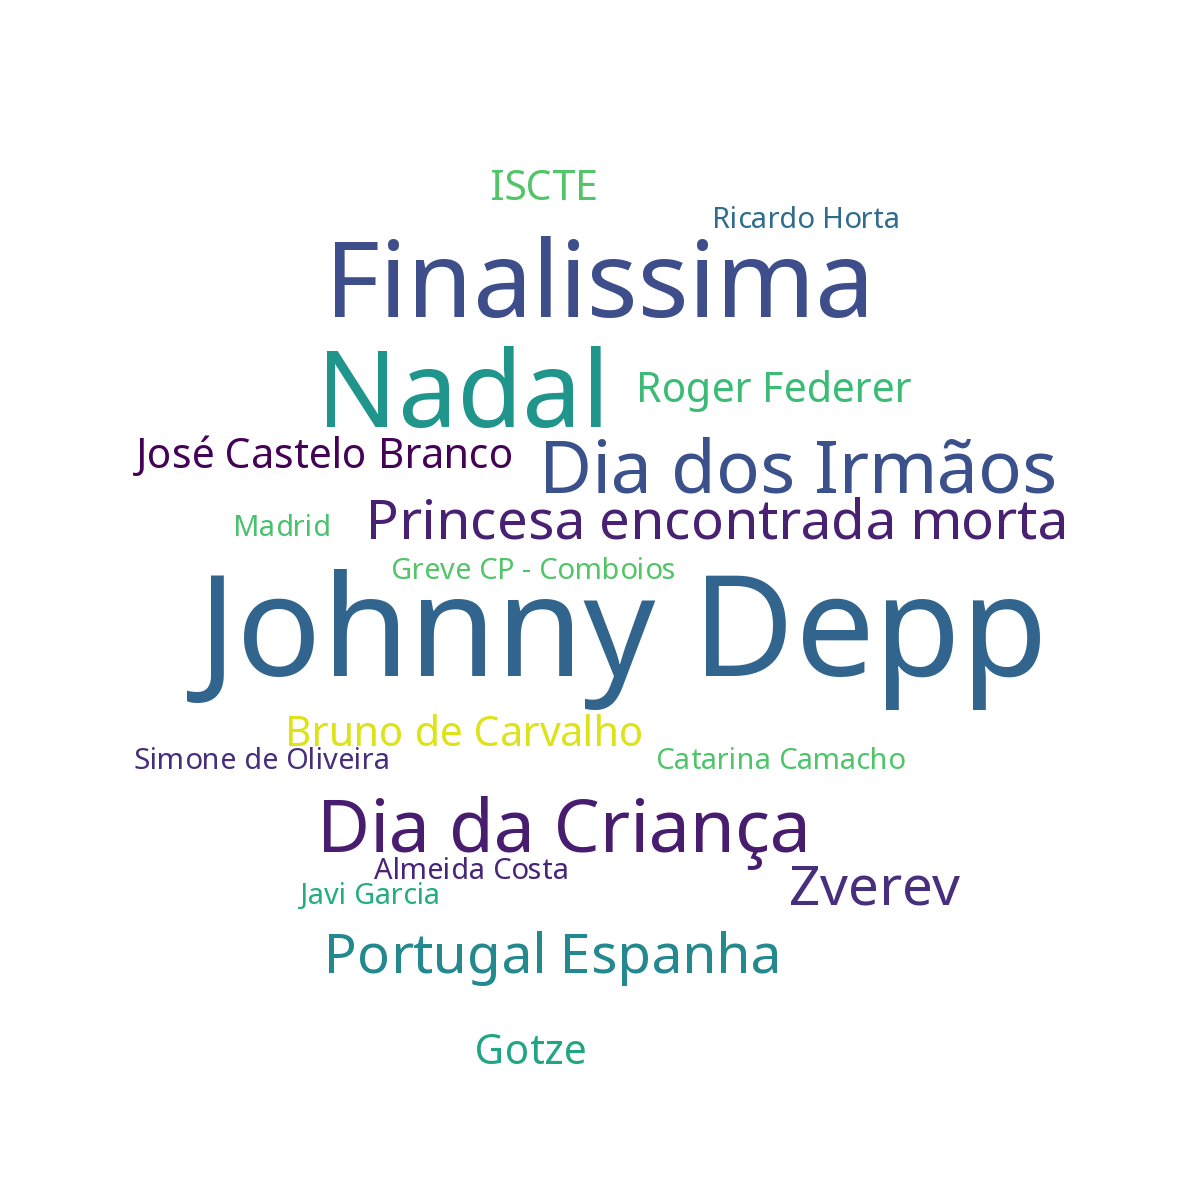 ISCTE
Ricardo Horta
Finalissima
Nadal
Roger Federer
José Castelo Branco
Dia dos Irmãos
Princesa encontrada morta
Madrid
Greve CP - Comboios
Johnny Depp
Bruno de Carvalho
Simone de Oliveira
Catarina Camacho
Dia da Criança
Almeida Costa
Zverev
Javi Garcia
Portugal Espanha
Gotze